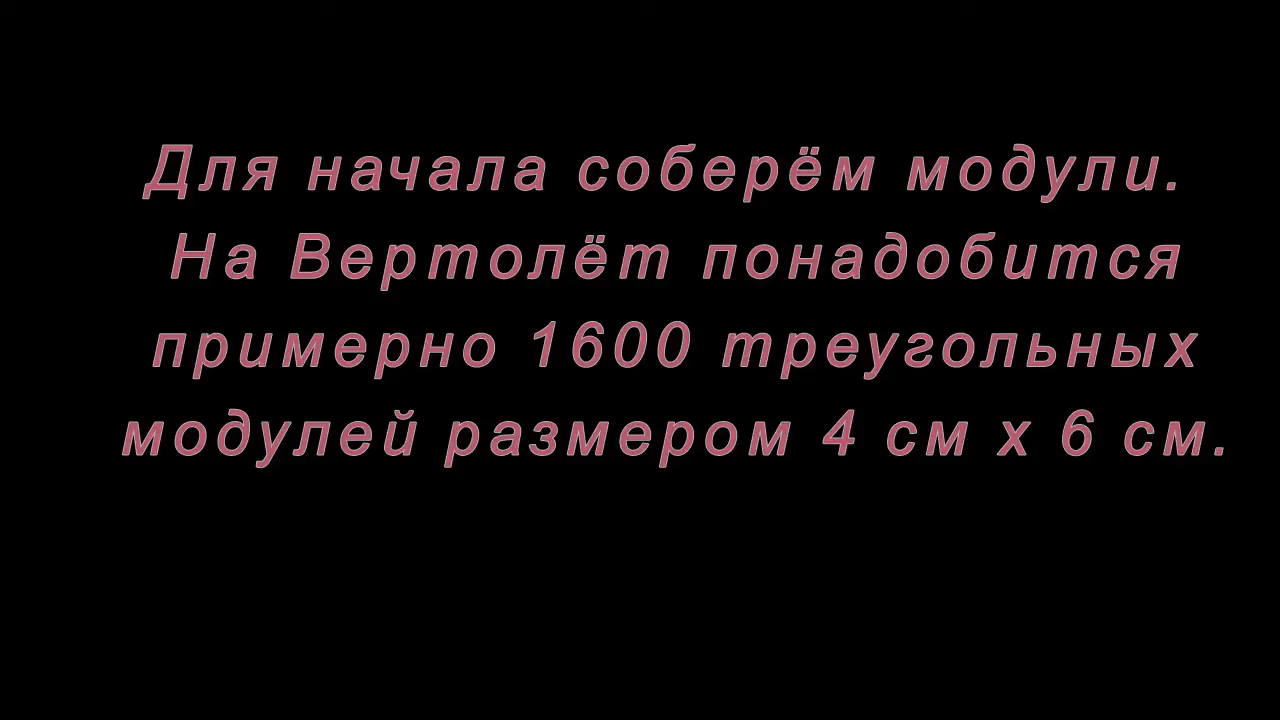 Для начала соберём модули.
На Вертолёт понадобится
примерно 1600 треугольных
модулей размером 4 см х 6 см.